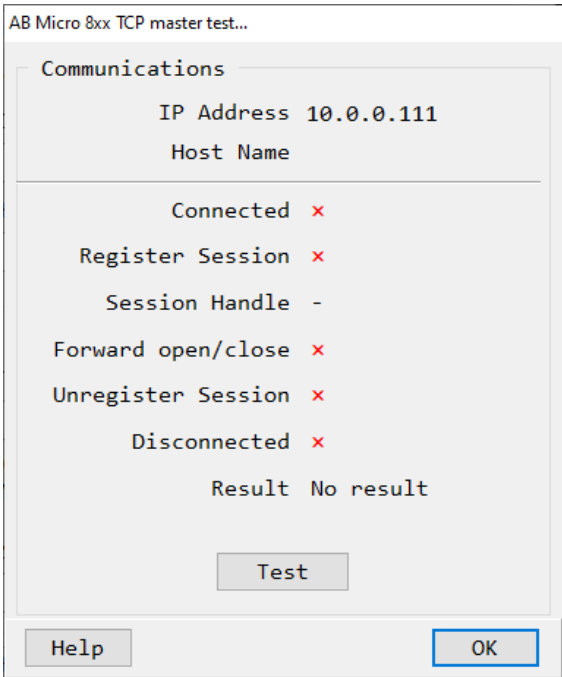 AB Micro 8xx TCP master test...
Communications
IP Address 10.0.0.111
Host Name
Connected ×
Register Session ×
Session Handle -
Forward open/close ×
Unregister Session ×
Disconnected ×
Result No result
Test
Help OK